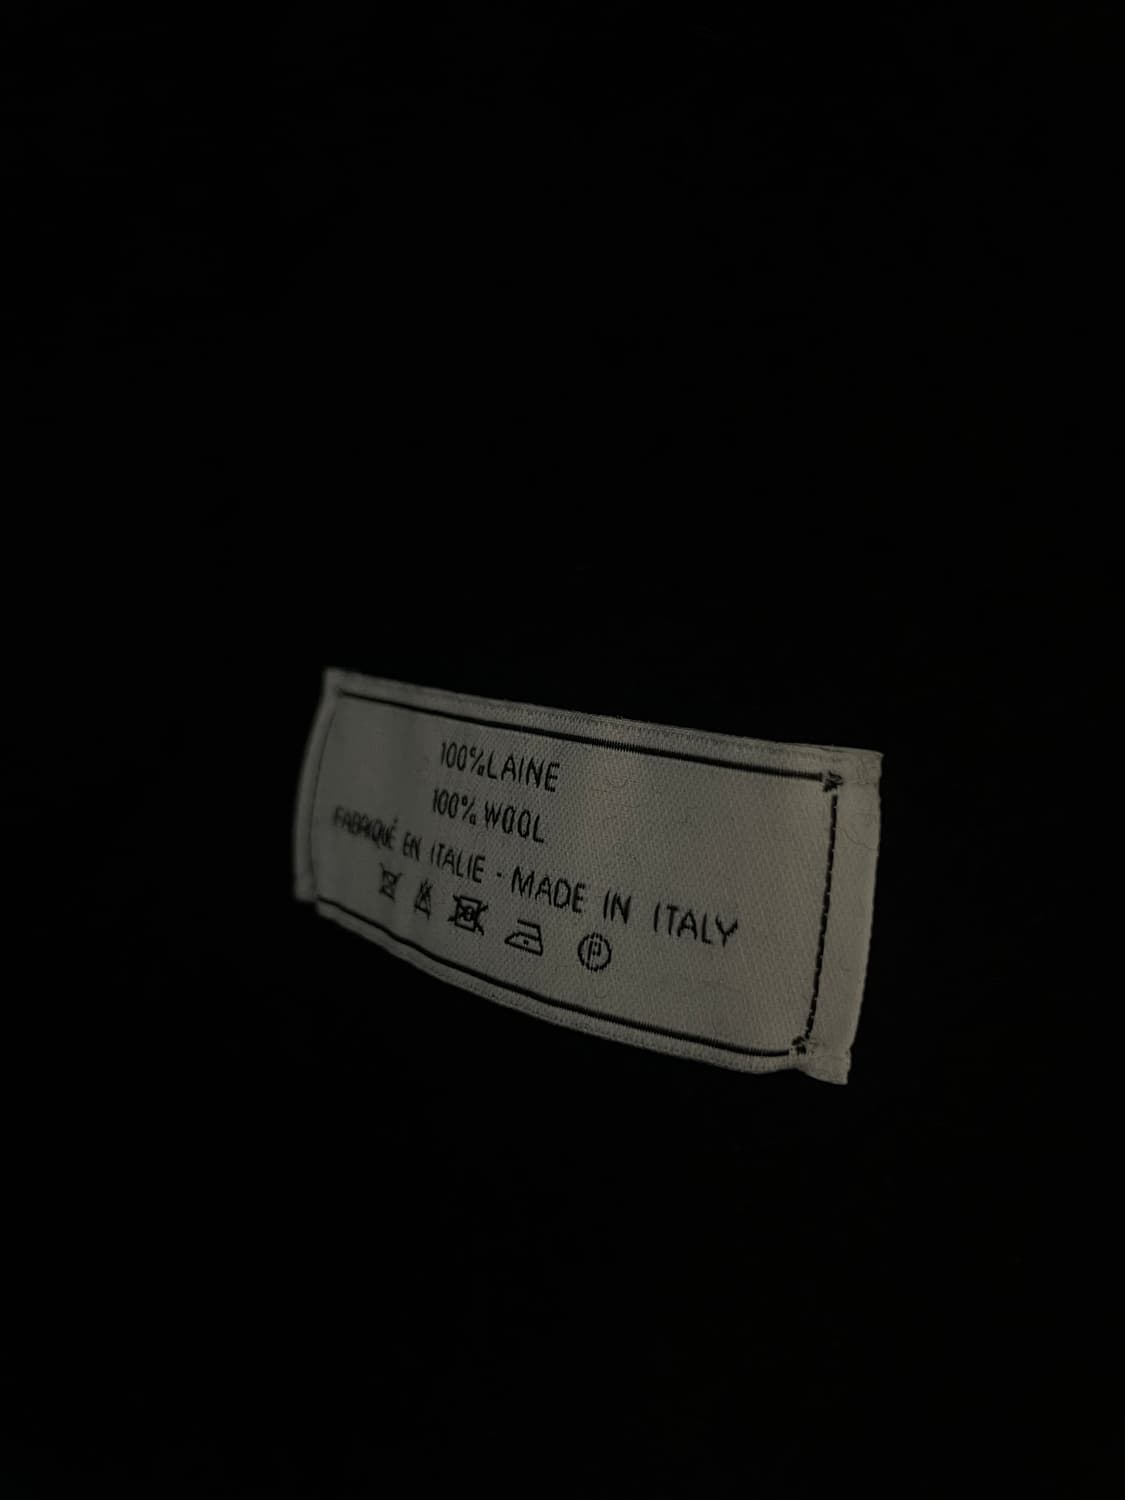 100% LAINE
100% WOOL
FABRIQUÉ EN ITALIE - MADE IN ITALY
P